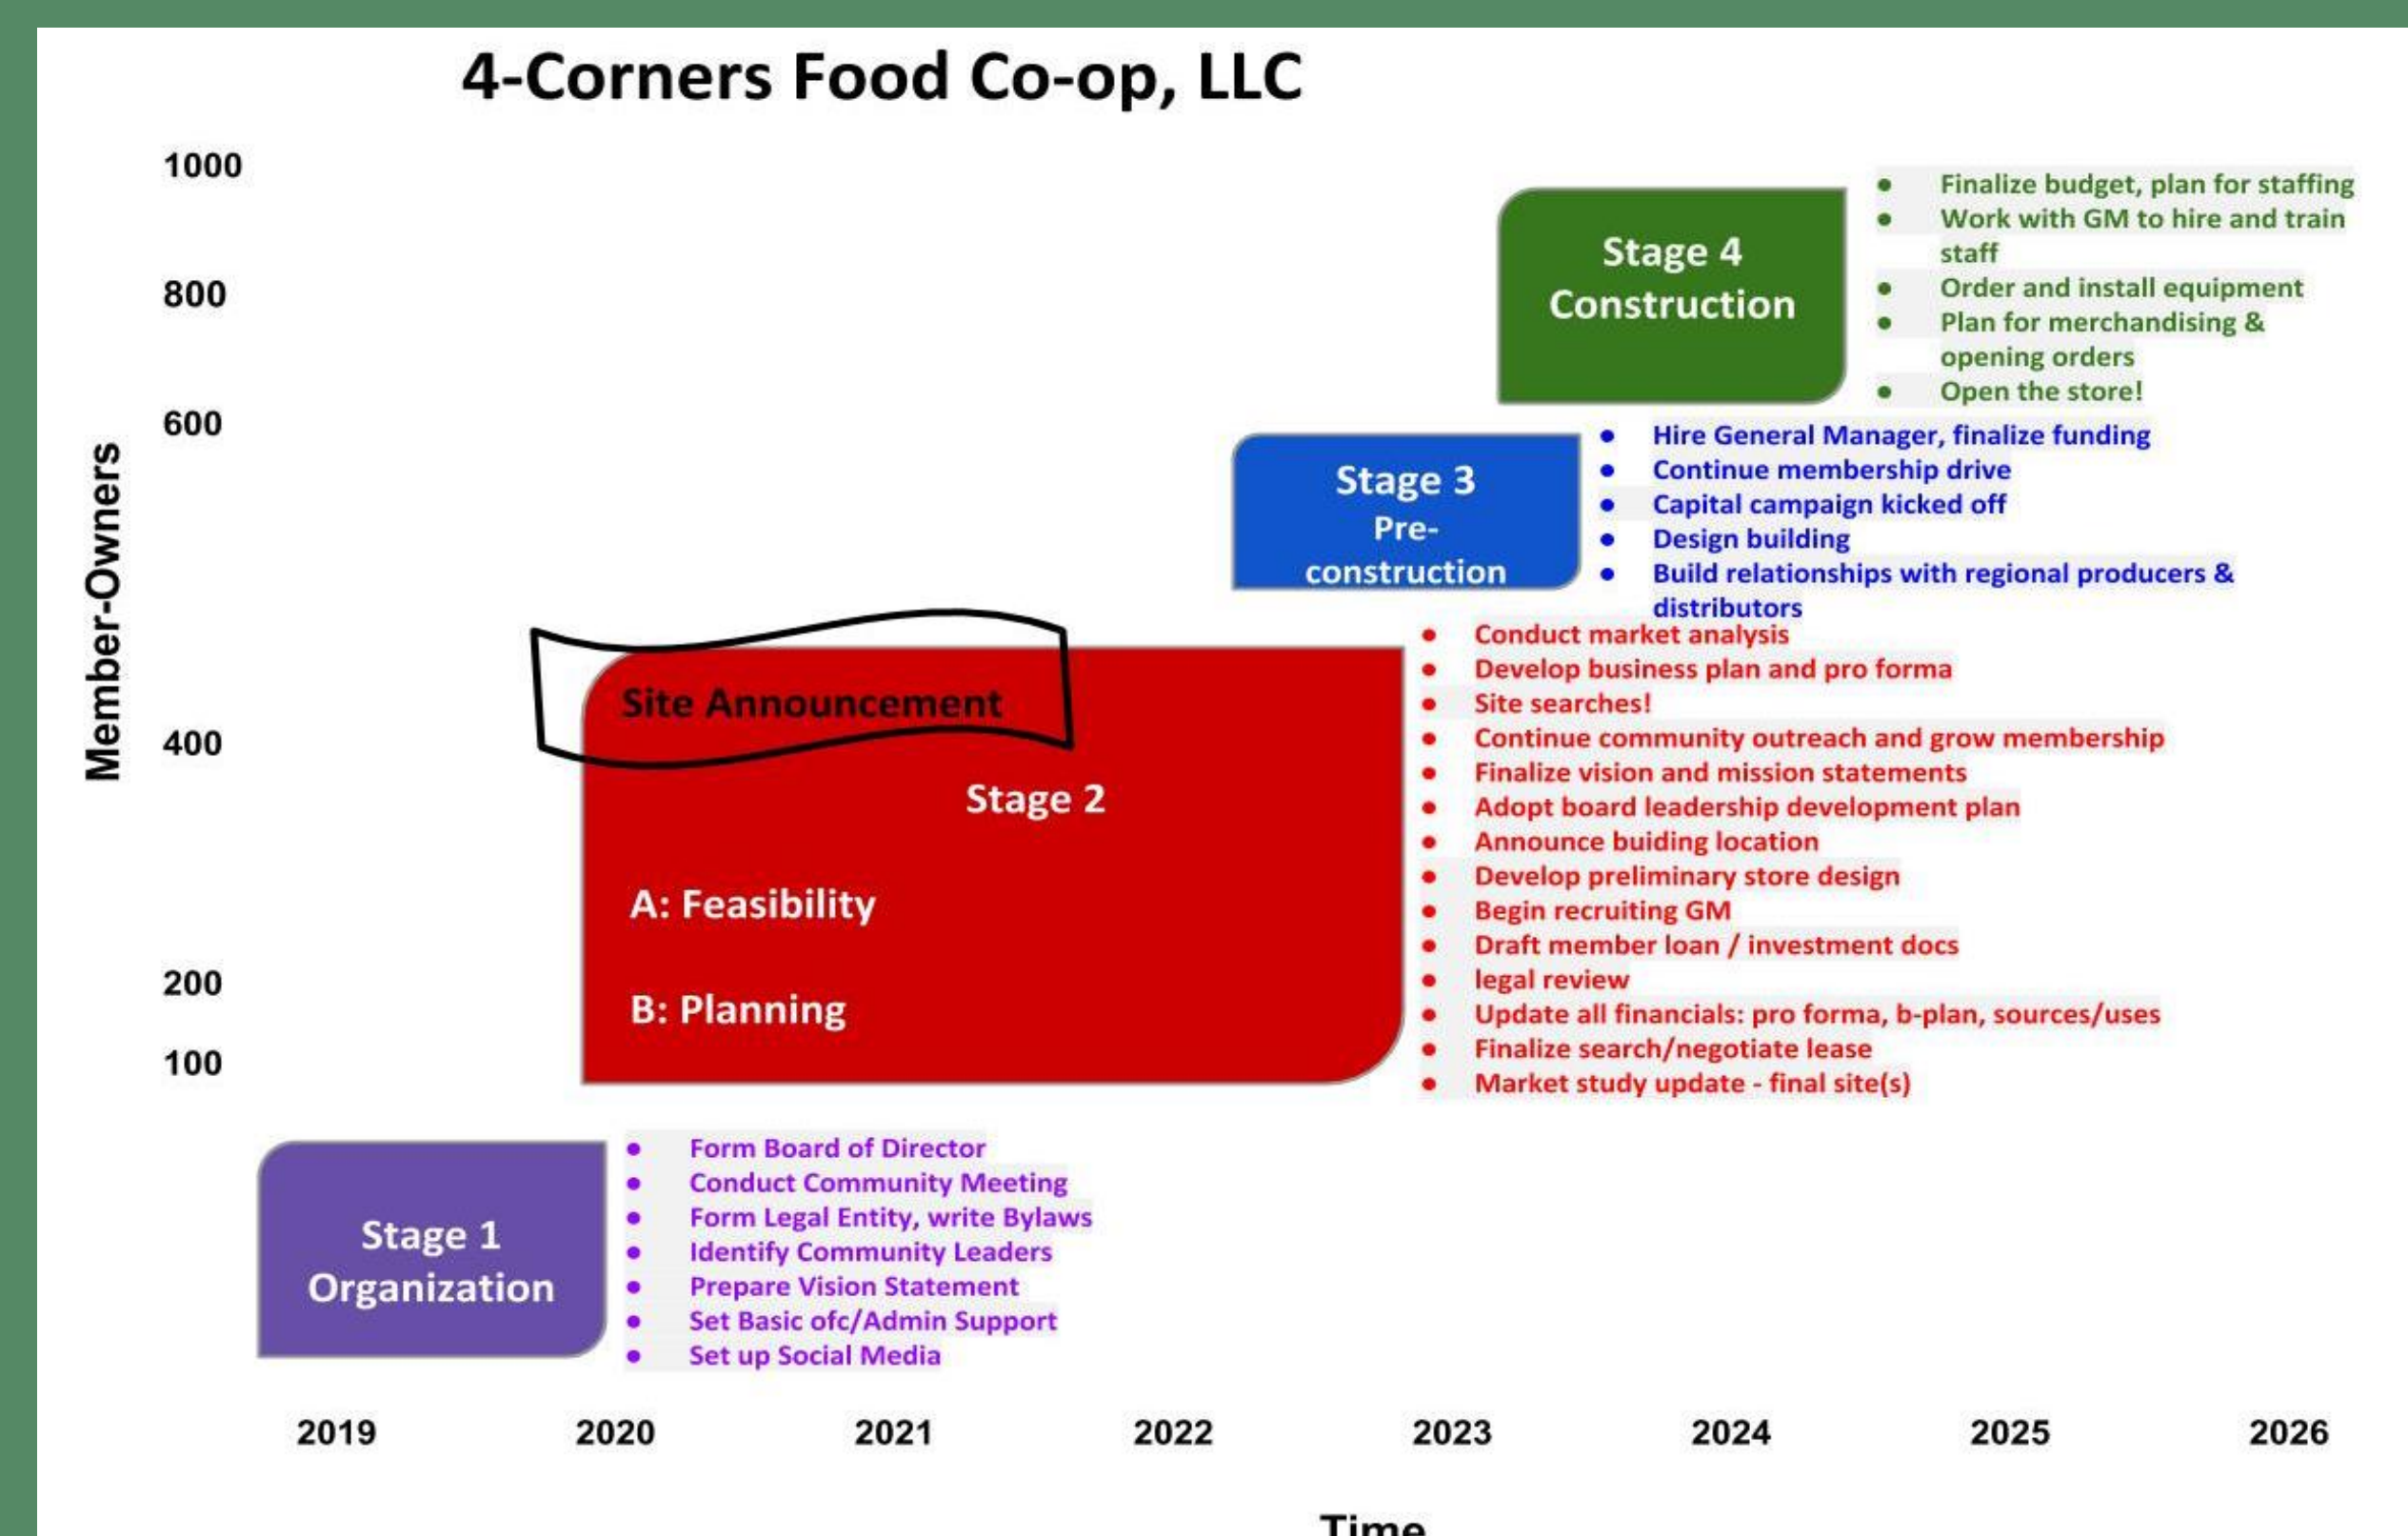 4-Corners Food Co-op, LLC
1000
800
600
400
200
100
Member-Owners
Stage 4
Construction
● Finalize budget, plan for staffing
● Work with GM to hire and train
staff
● Order and install equipment
● Plan for merchandising &
opening orders
● Open the store!
Stage 3
Pre-
construction
● Hire General Manager, finalize funding
● Continue membership drive
● Capital campaign kicked off
● Design building
● Build relationships with regional producers &
distributors
Site Announcement
Stage 2
A: Feasibility
B: Planning
● Conduct market analysis
● Develop business plan and pro forma
● Site searches!
● Continue community outreach and grow membership
● Finalize vision and mission statements
● Adopt board leadership development plan
● Announce buiding location
● Develop preliminary store design
● Begin recruiting GM
● Draft member loan / investment docs
● legal review
● Update all financials: pro forma, b-plan, sources/uses
● Finalize search/negotiate lease
● Market study update - final site(s)
Stage 1
Organization
● Form Board of Director
● Conduct Community Meeting
● Form Legal Entity, write Bylaws
● Identify Community Leaders
● Prepare Vision Statement
● Set Basic ofc/Admin Support
● Set up Social Media
2019 2020 2021 2022 2023 2024 2025 2026
Time